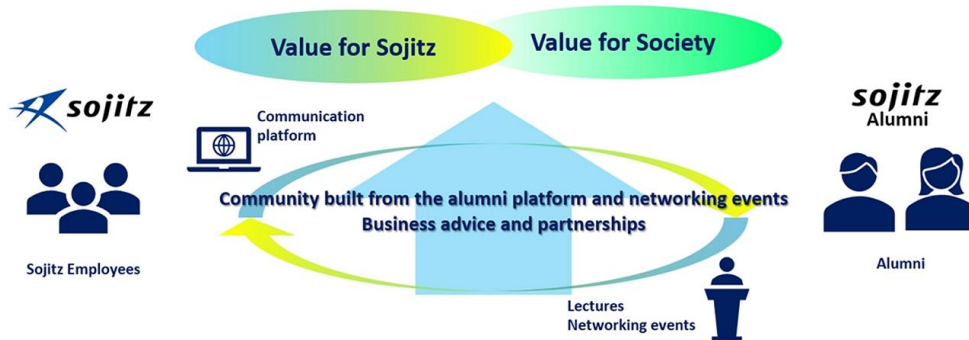 Value for Sojitz
Value for Society
sojitz
Communication
platform
sojitz
Alumni
Community built from the alumni platform and networking events
Business advice and partnerships
Sojitz Employees
Alumni
Lectures
Networking events